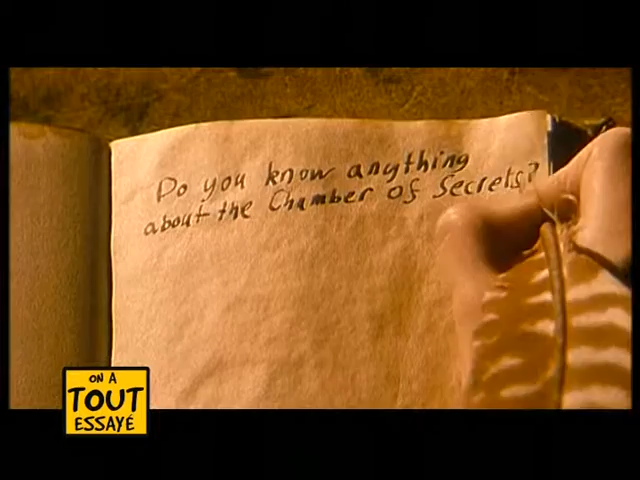 Do you know anything
about the Chamber of Secrets?
ON A
TOUT
ESSAYÉ